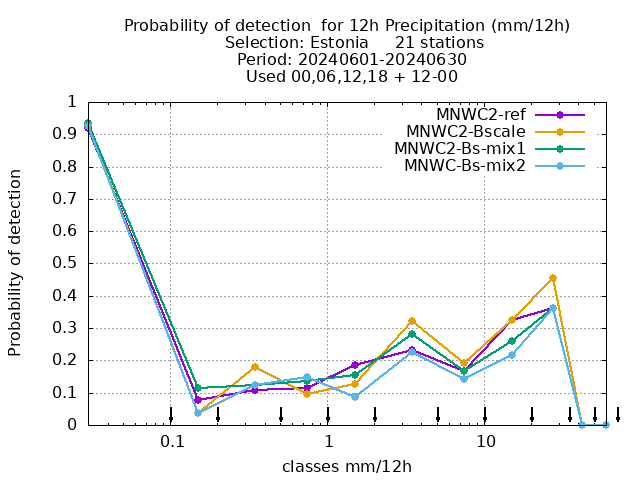 Probability of detection  for 12h Precipitation (mm/12h)
Selection: Estonia     21 stations
Period: 20240601-20240630
Used 00,06,12,18 + 12-00
MNWC2-ref
MNWC2-Bscale
MNWC2-Bs-mix1
MNWC-Bs-mix2
Probability of detection
1
0.9
0.8
0.7
0.6
0.5
0.4
0.3
0.2
0.1
0
0.1 1 10
classes mm/12h